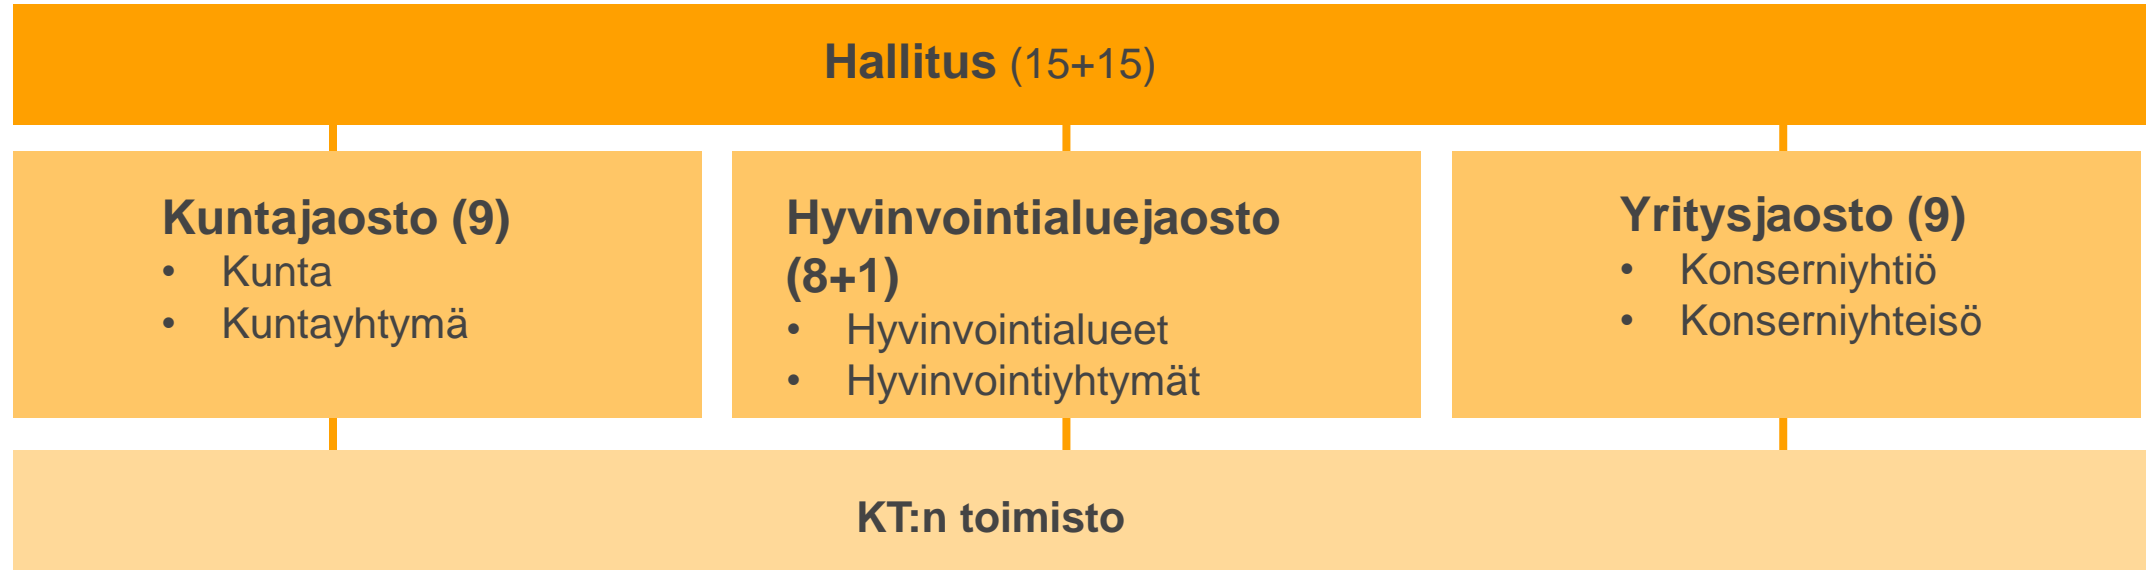 Hallitus (15+15)
Kuntajaosto (9)
• Kunta
• Kuntayhtymä
Hyvinvointialuejaosto
(8+1)
• Hyvinvointialueet
• Hyvinvointiyhtymät
Yritysjaosto (9)
• Konserniyhtiö
• Konserniyhteisö
KT:n toimisto